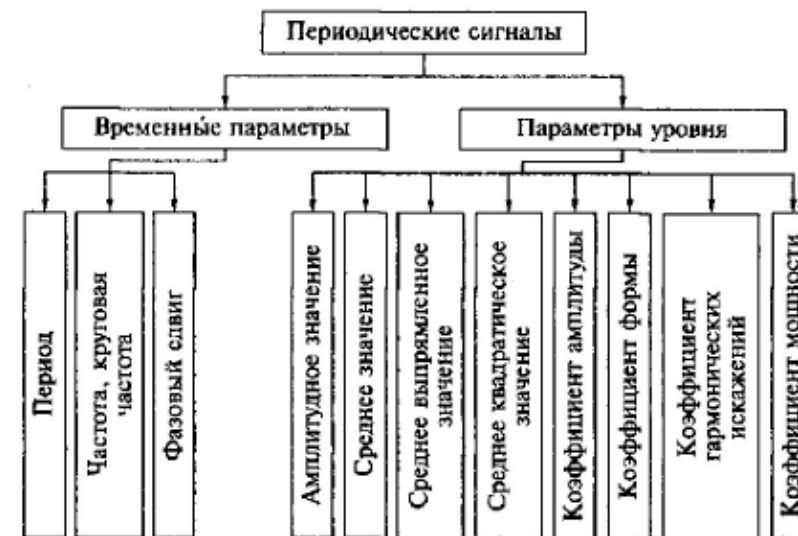 Периодические сигналы
Временные параметры
Параметры уровня
Период
Частота, круговая
частота
Фазовый сдвиг
Амплитудное значение
Среднее значение
Среднее выпрямленное
значение
Среднее квадратическое
значение
Коэффициент амплитуды
Коэффициент формы
Коэффициент
гармонических
искажений
Коэффициент мощности